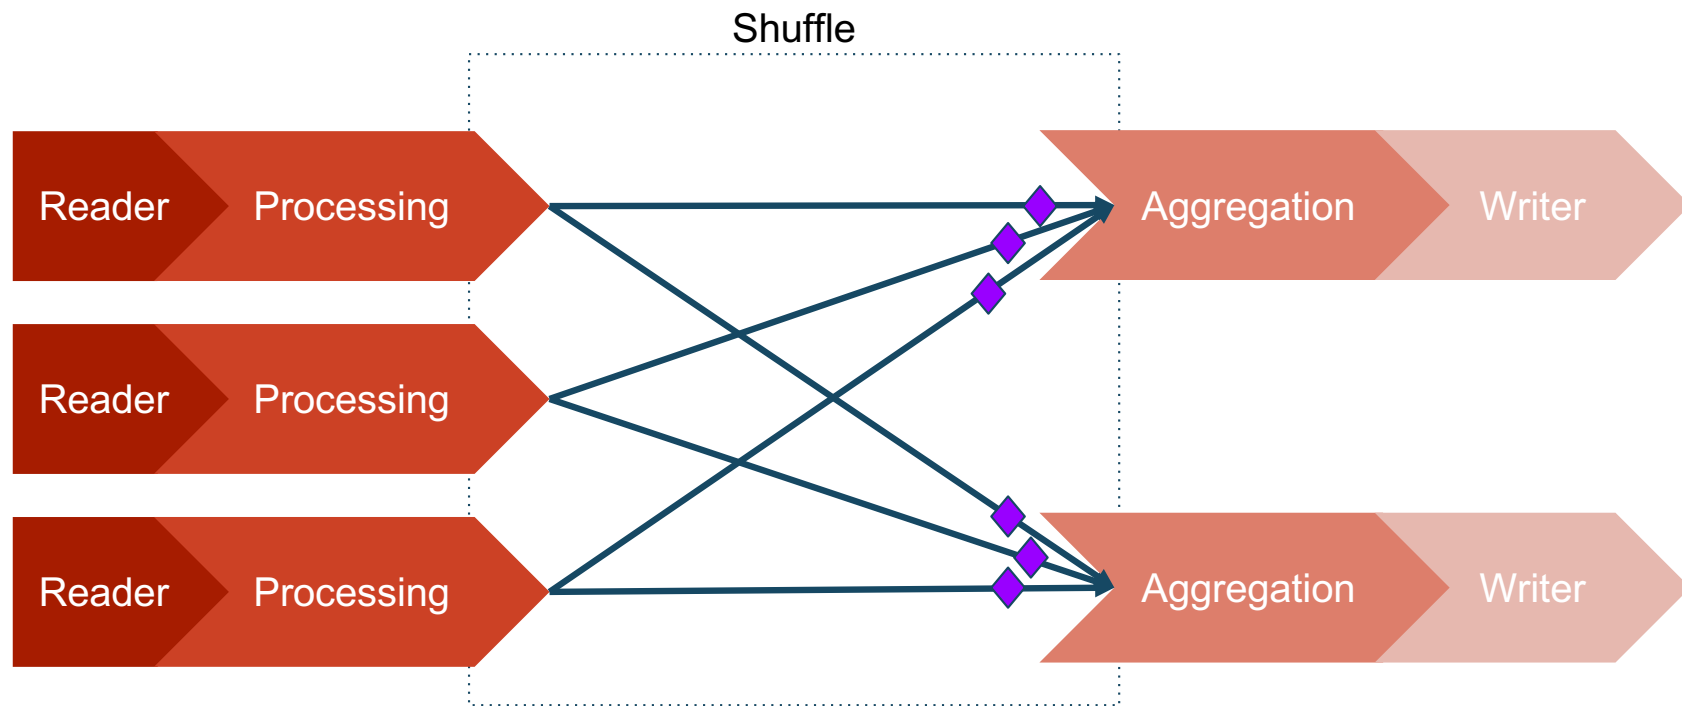 Shuffle
Reader
Processing
Aggregation
Writer
Reader
Processing
Reader
Processing
Aggregation
Writer